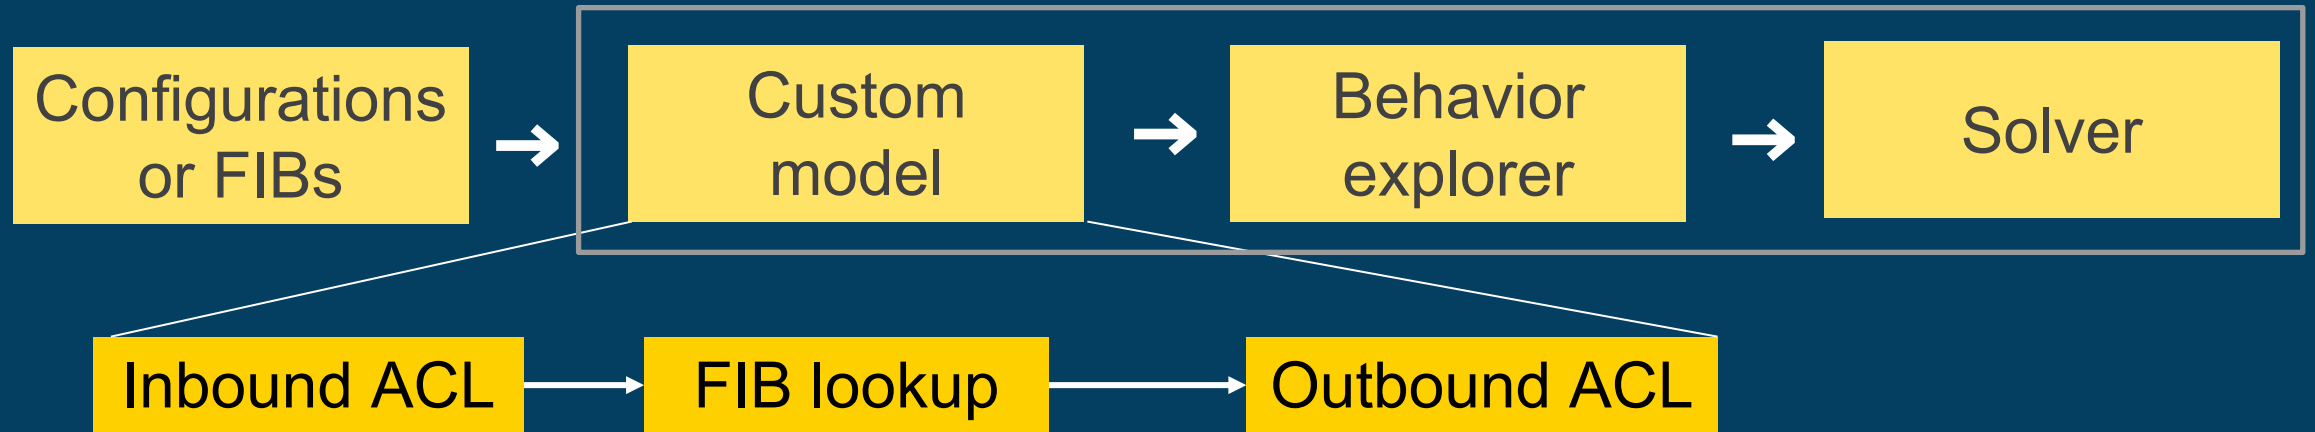 Configurations
or FIBs
→
Custom
model
→
Behavior
explorer
→
Solver
Inbound ACL
FIB lookup
Outbound ACL